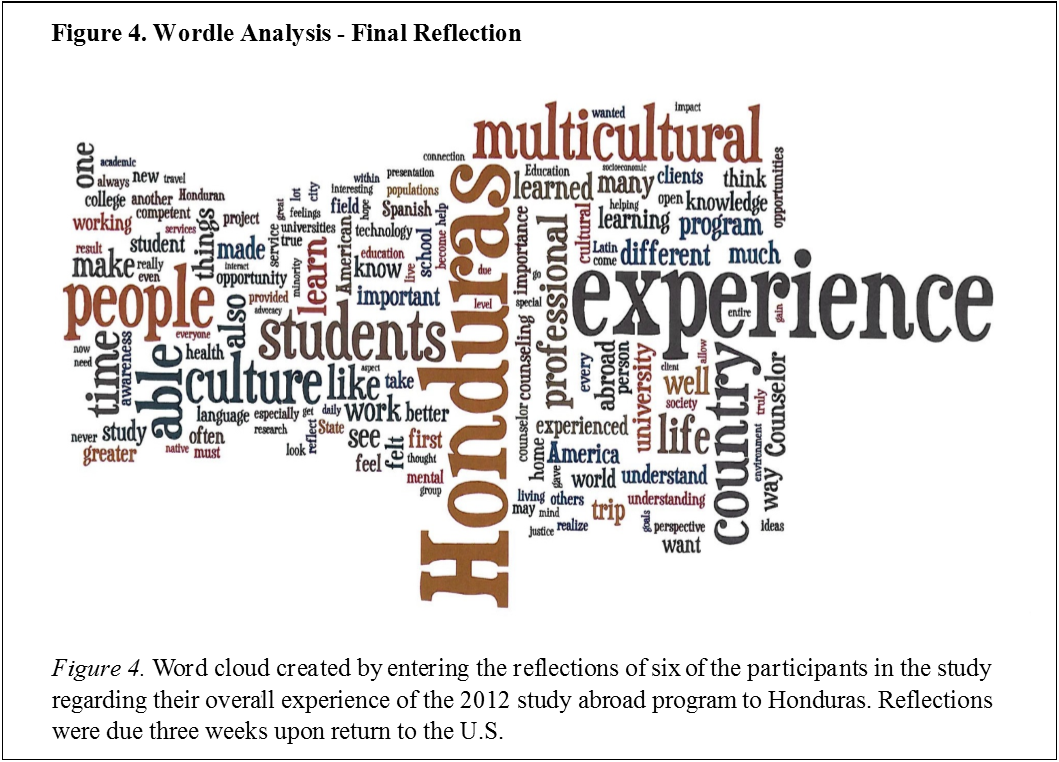 Figure 4. Wordle Analysis - Final Reflection
wanted
impact
multicultural
one
academic
connection
always new travel
college another Honduran
working competent
services
project
result
student
make really
even
things
made
interact
opportunity
people
everyone
provided
advocacy
also
great
lot
city
feelings
universities
service
true
minority
learn
within
presentation
interesting
populations
field
hope
Spanish
help
American
technology
education
know
live
school
become
important
students
now
need
time
awareness
able
health
culture
like
aspect
take
language especially get daily
research
look
reflect
State
work better
see
felt
feel
first
thought
mental
group
never study
often
greater
native must
Honduras
due
level
Education
socioeconomic
learned many clients think
helping
open knowledge
opportunities
learning program
cultural
Latin
come
different much
importance
go
special
professional
experience
entire
gain
counselor counseling
every
abroad
person
university
client
allow
well
society
life
country
Counselor
way
truly
environment
ideas
experienced
home
gave
America
world understand
living others
understanding
may mind
trip
goals
perspective
justice realize
want
Figure 4. Word cloud created by entering the reflections of six of the participants in the study
regarding their overall experience of the 2012 study abroad program to Honduras. Reflections
were due three weeks upon return to the U.S.